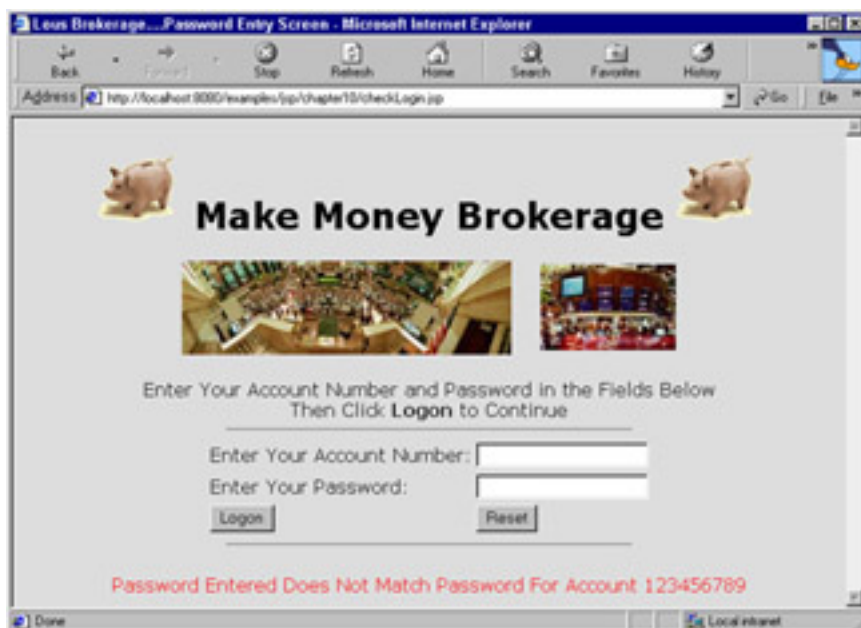 Lous Brokerage....Password Entry Screen - Microsoft Internet Explorer
Back Forward Stop Refresh Home Search Favorites History
Address http://localhost:8080/examples/jsp/chapter10/checkLogin.jsp Go File
Make Money Brokerage
Enter Your Account Number and Password in the Fields Below
Then Click Logon to Continue
Enter Your Account Number:
Enter Your Password:
Logon Reset
Password Entered Does Not Match Password For Account 123456789
Done Local intranet